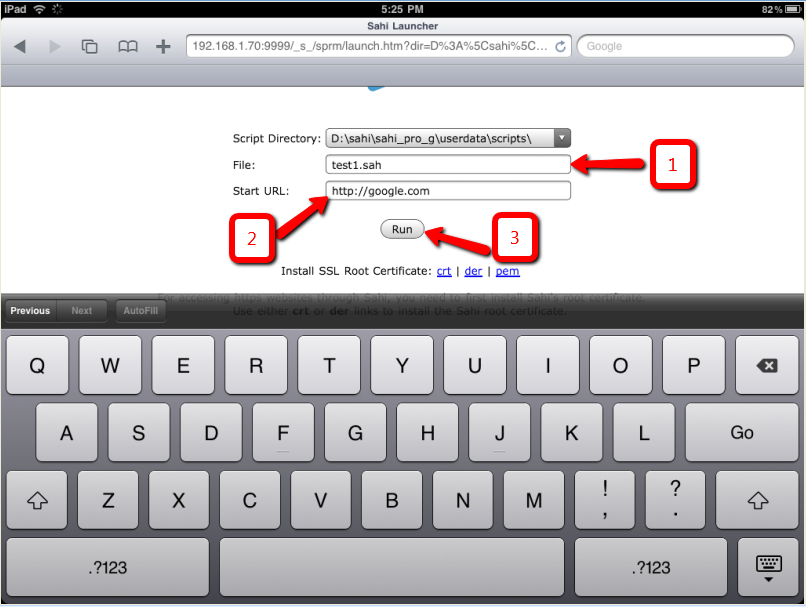 iPad 5:25 PM 82%
Sahi Launcher
192.168.1.70:9999/_s_/sprm/launch.htm?dir=D%3A%5Csahi%5C... Google
Script Directory: D:\sahi\sahi_pro_g\userdata\scripts\
File: test1.sah 1
Start URL: http://google.com
2 Run 3
Install SSL Root Certificate: crt | der | pem
For accessing https websites through Sahi, you need to first install Sahi's root certificate.
Previous Next AutoFill
Use either crt or der links to install the Sahi root certificate.
Q W E R T Y U I O P
A S D F G H J K L Go
Z X C V B N M ! , ? .
.?123 .?123